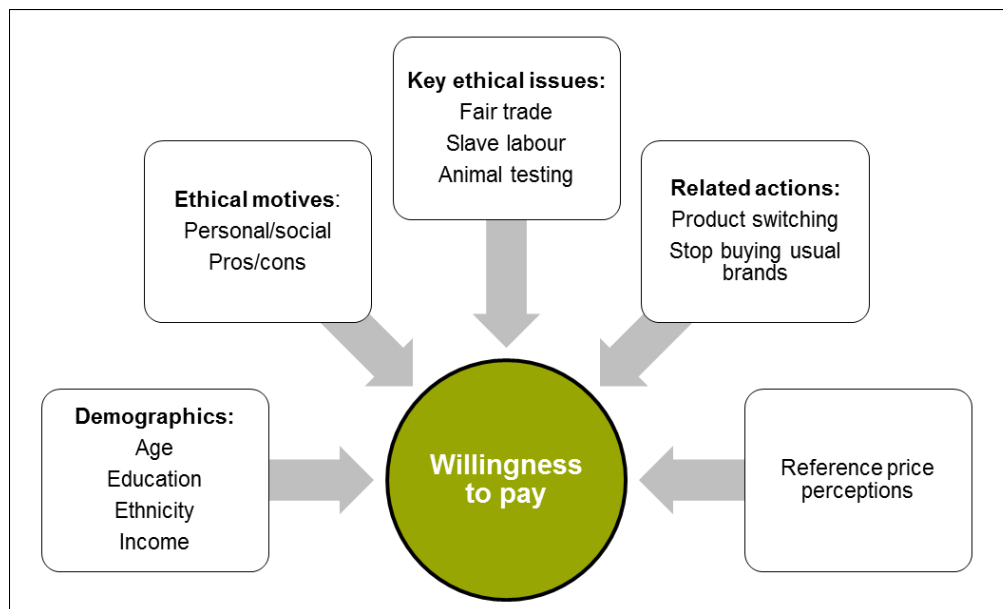 Key ethical issues:
Fair trade
Slave labour
Animal testing
Ethical motives:
Personal/social
Pros/cons
Related actions:
Product switching
Stop buying usual
brands
Demographics:
Age
Education
Ethnicity
Income
Willingness
to pay
Reference price
perceptions